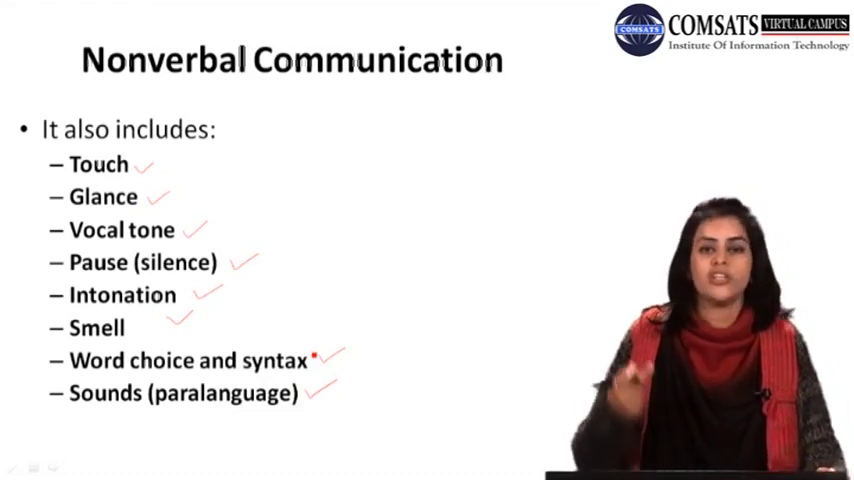 COMSATS VIRTUAL CAMPUS
COMSATS
Institute Of Information Technology
Nonverbal Communication
• It also includes:
– Touch
– Glance
– Vocal tone
– Pause (silence)
– Intonation
– Smell
– Word choice and syntax
– Sounds (paralanguage)